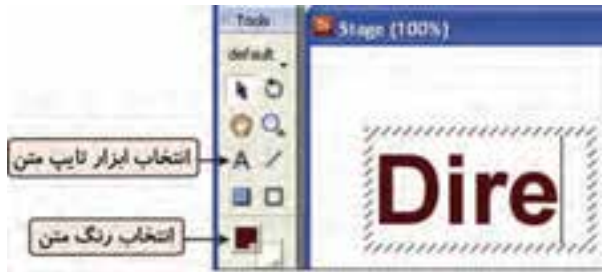 Tools
Stage (100%)
default
انتخاب ابزار تایپ متن
A
Dire
انتخاب رنگ متن